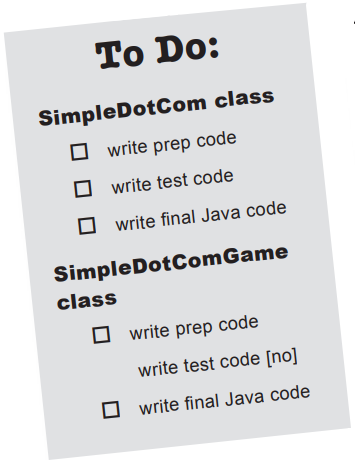 To Do:
SimpleDotCom class
write prep code
write test code
write final Java code
SimpleDotComGame
class
write prep code
write test code [no]
write final Java code